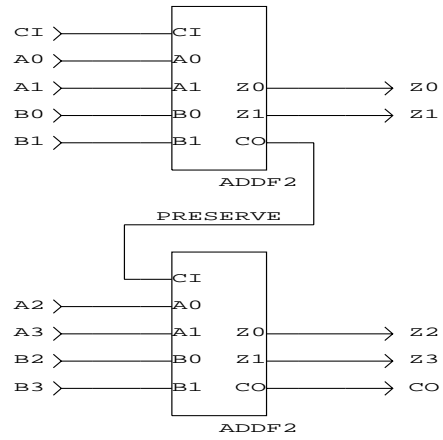 CI CI
A0 A0
A1 A1 Z0 Z0
B0 B0 Z1 Z1
B1 B1 CO
ADDF2
PRESERVE
CI
A2 A0
A3 A1 Z0 Z2
B2 B0 Z1 Z3
B3 B1 CO CO
ADDF2